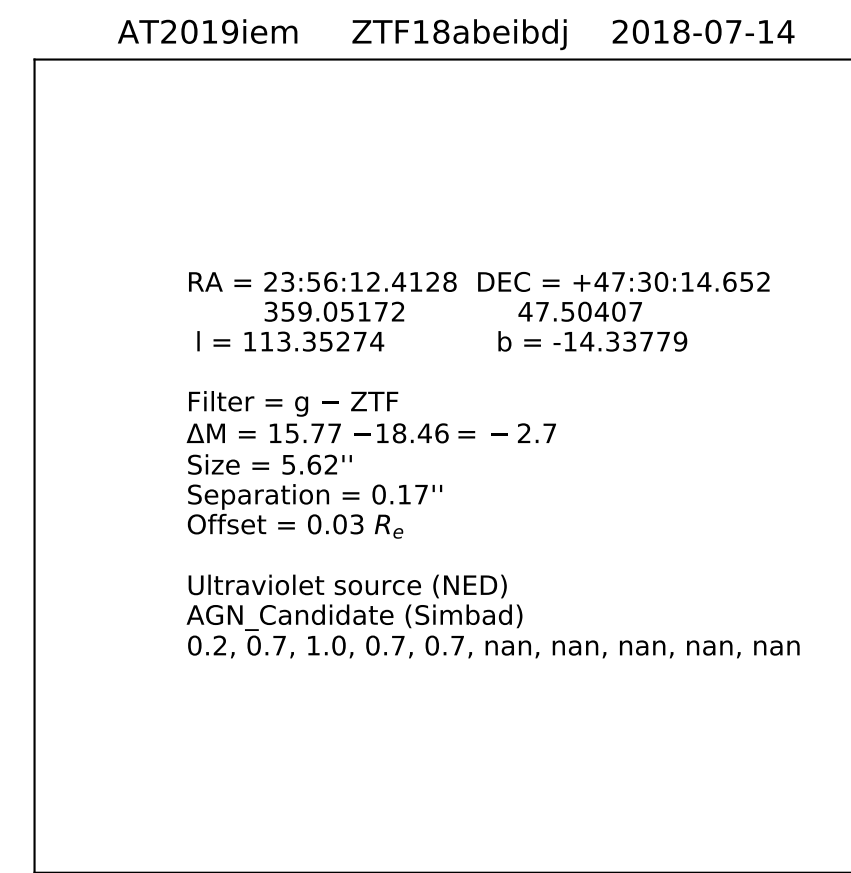 AT2019iem ZTF18abeibdj 2018-07-14
RA = 23:56:12.4128 DEC = +47:30:14.652
359.05172 47.50407
l = 113.35274 b = -14.33779
Filter = g − ZTF
ΔM = 15.77 −18.46 = − 2.7
Size = 5.62''
Separation = 0.17''
Offset = 0.03 Re
Ultraviolet source (NED)
AGN_Candidate (Simbad)
0.2, 0.7, 1.0, 0.7, 0.7, nan, nan, nan, nan, nan